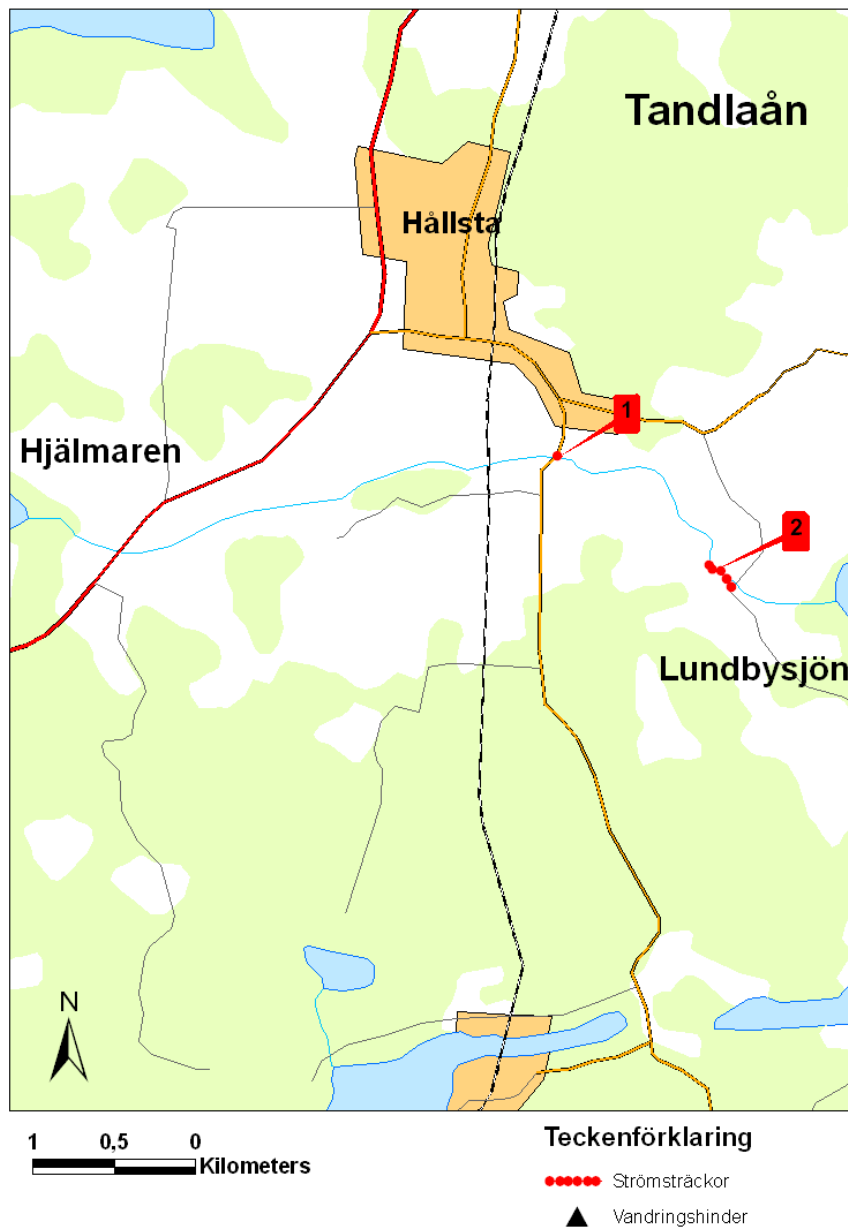 Tandlaån
Hållsta
1
Hjälmaren
2
Lundbysjön
N
1 0,5 0
Kilometers
Teckenförklaring
Strömsträckor
Vandringshinder